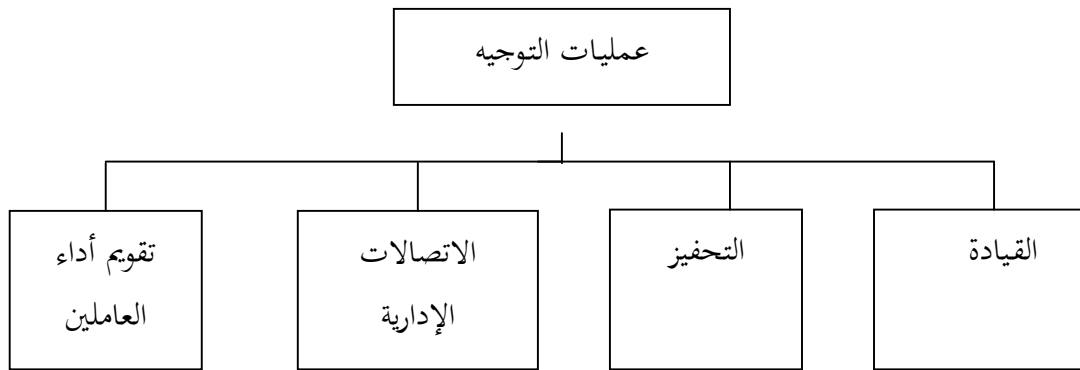 عمليات التوجيه
القيادة
التحفيز
الاتصالات
الإدارية
تقويم أداء
العاملين